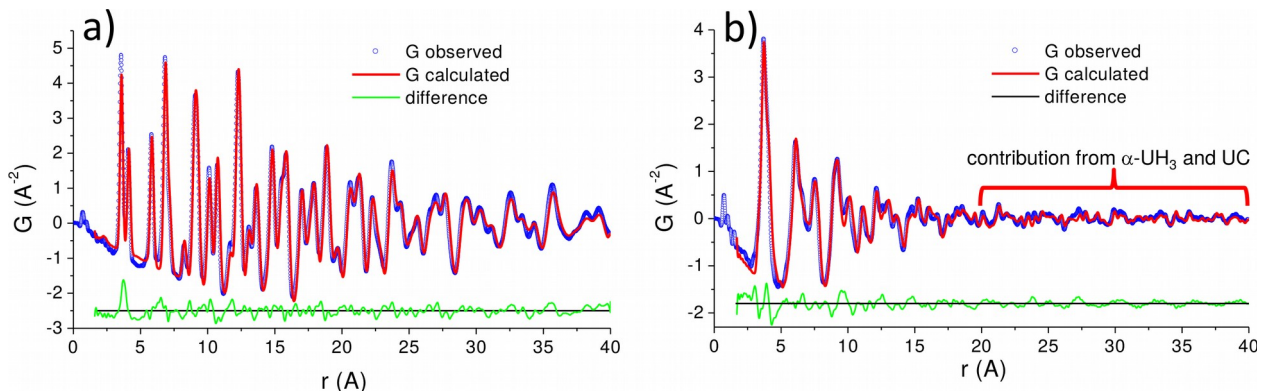 a)
G observed
G calculated
difference
G (A⁻²)
5
4
3
2
1
0
-1
-2
-3
0 5 10 15 20 25 30 35 40
r (A)
b)
G observed
G calculated
difference
contribution from α-UH₃ and UC
G (A⁻²)
4
3
2
1
0
-1
-2
0 5 10 15 20 25 30 35 40
r (A)